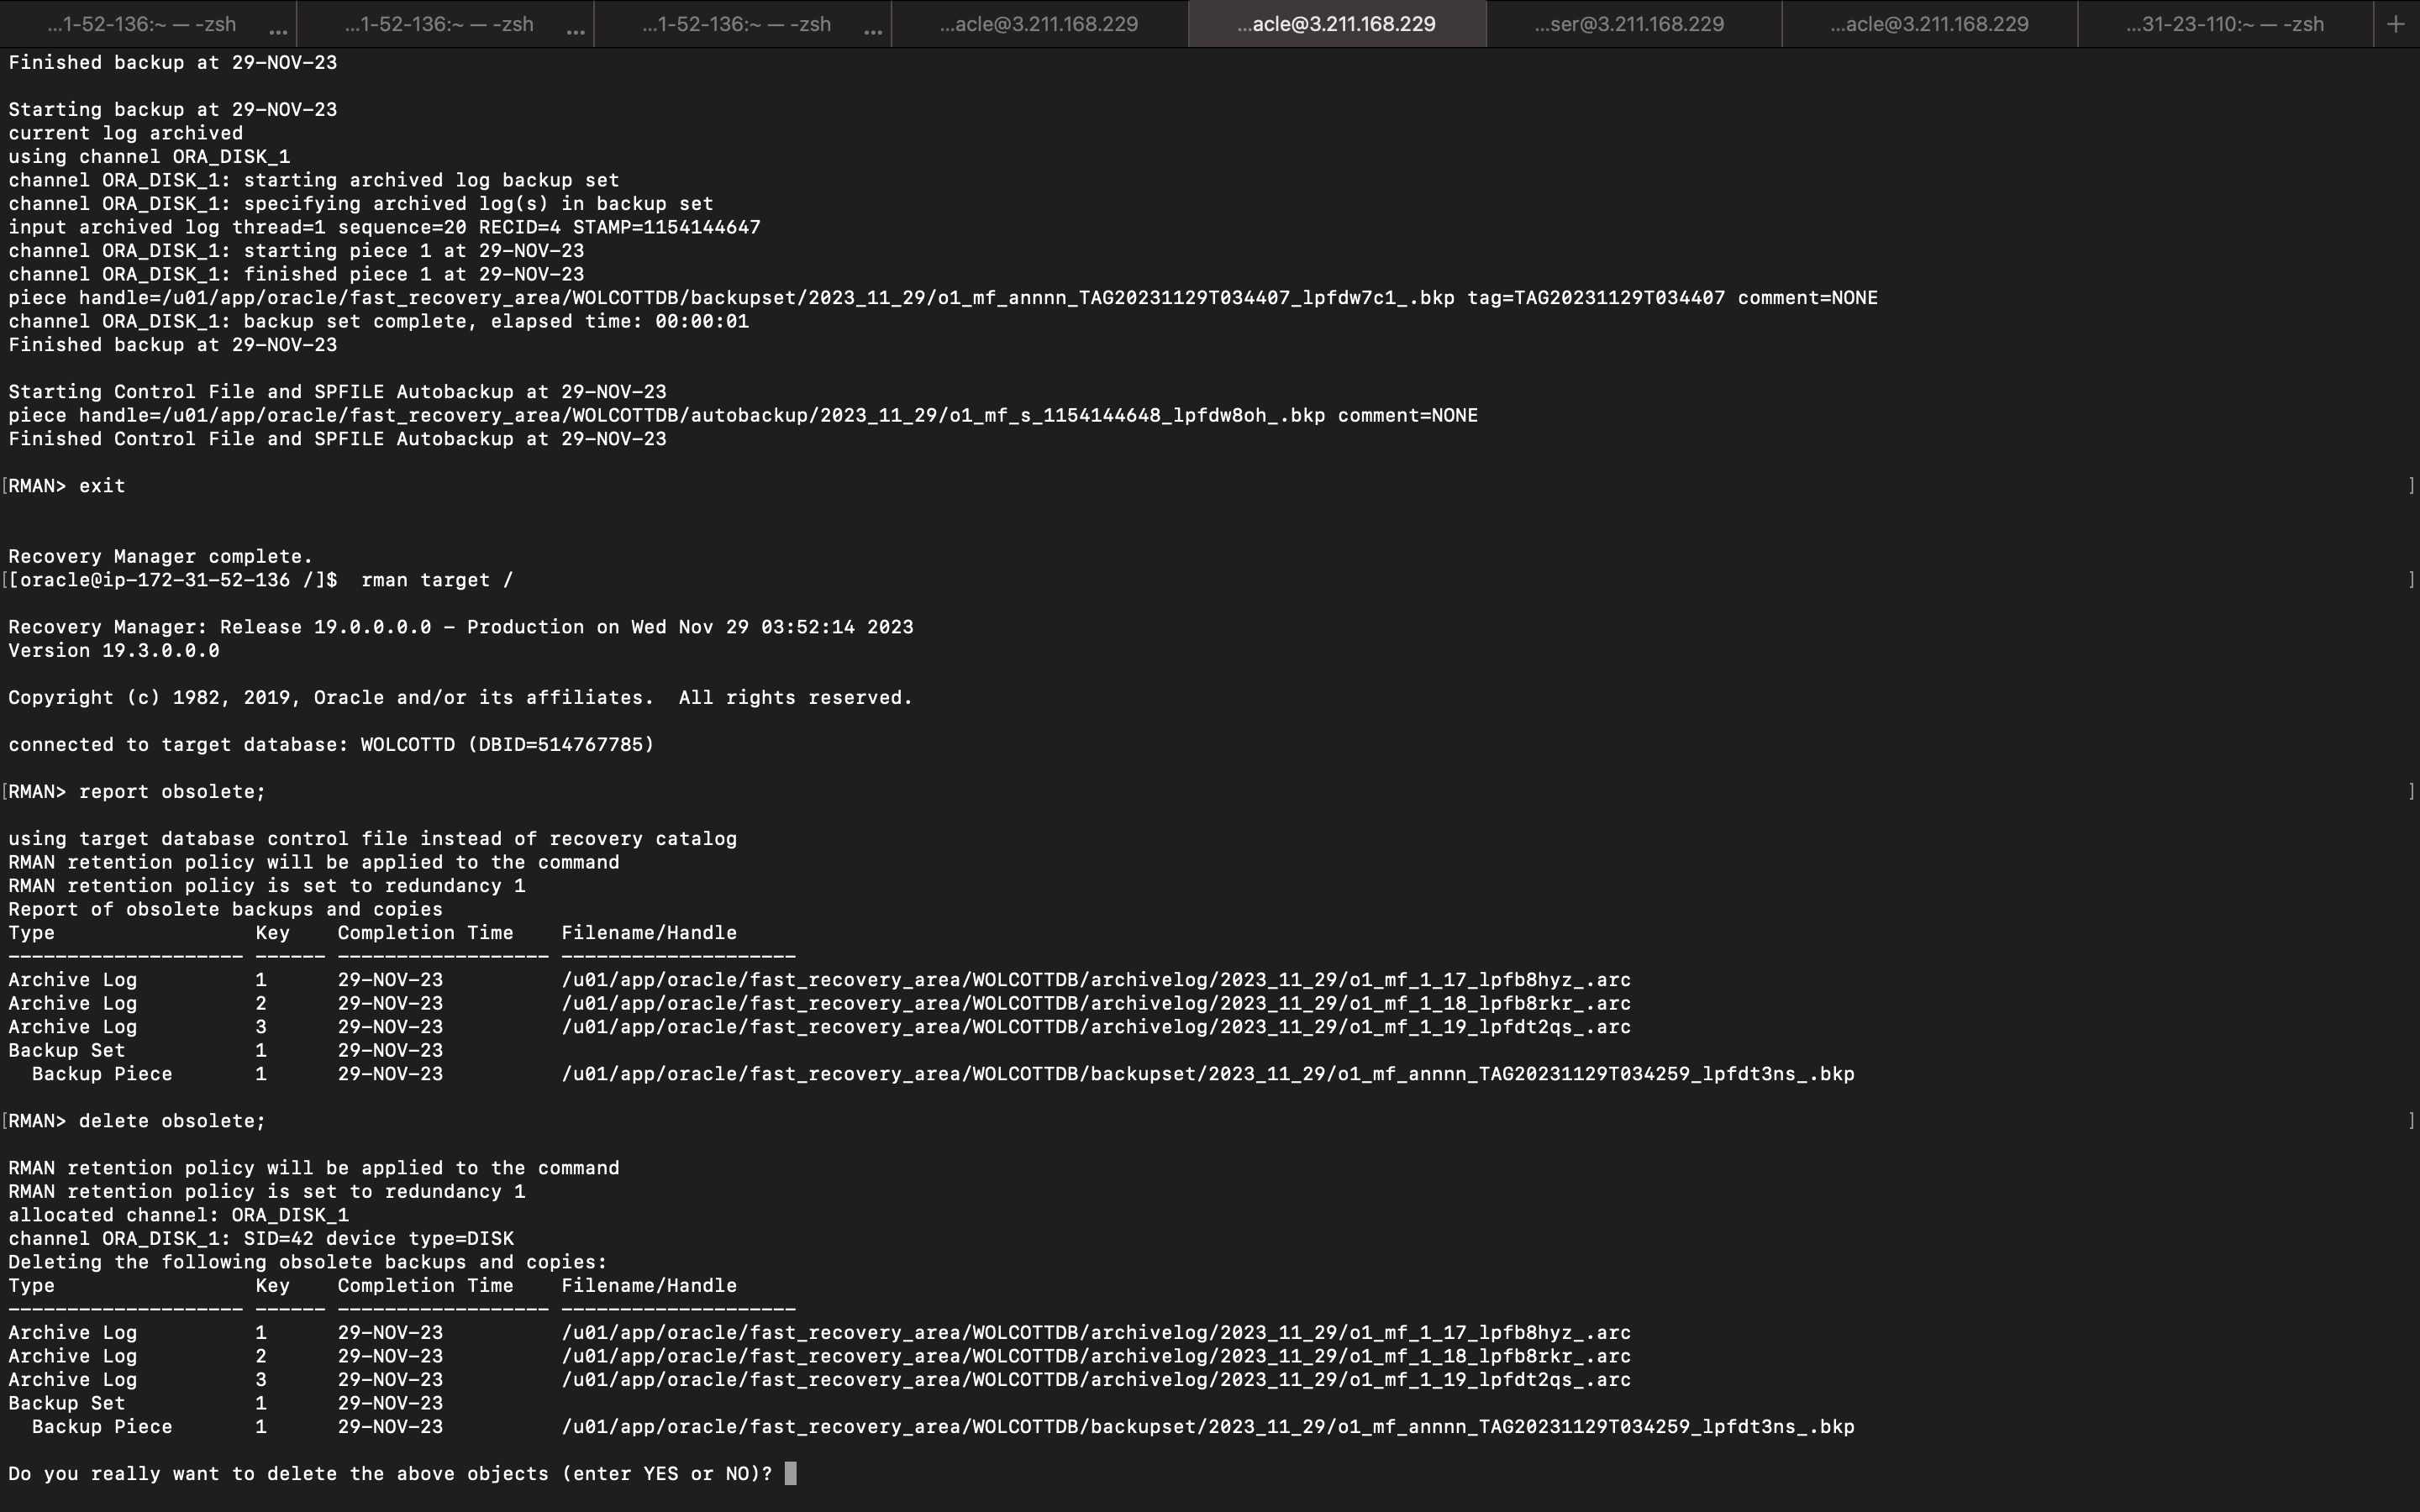 ...1-52-136:~ — -zsh ... ...1-52-136:~ — -zsh ... ...1-52-136:~ — -zsh ... ...acle@3.211.168.229 ...acle@3.211.168.229 ...ser@3.211.168.229 ...acle@3.211.168.229 ...31-23-110:~ — -zsh +
Finished backup at 29-NOV-23
Starting backup at 29-NOV-23
current log archived
using channel ORA_DISK_1
channel ORA_DISK_1: starting archived log backup set
channel ORA_DISK_1: specifying archived log(s) in backup set
input archived log thread=1 sequence=20 RECID=4 STAMP=1154144647
channel ORA_DISK_1: starting piece 1 at 29-NOV-23
channel ORA_DISK_1: finished piece 1 at 29-NOV-23
piece handle=/u01/app/oracle/fast_recovery_area/WOLCOTTDB/backupset/2023_11_29/o1_mf_annnn_TAG20231129T034407_lpfdw7c1_.bkp tag=TAG20231129T034407 comment=NONE
channel ORA_DISK_1: backup set complete, elapsed time: 00:00:01
Finished backup at 29-NOV-23
Starting Control File and SPFILE Autobackup at 29-NOV-23
piece handle=/u01/app/oracle/fast_recovery_area/WOLCOTTDB/autobackup/2023_11_29/o1_mf_s_1154144648_lpfdw8oh_.bkp comment=NONE
Finished Control File and SPFILE Autobackup at 29-NOV-23
[RMAN> exit ]
Recovery Manager complete.
[[oracle@ip-172-31-52-136 /]$  rman target / ]
Recovery Manager: Release 19.0.0.0.0 - Production on Wed Nov 29 03:52:14 2023
Version 19.3.0.0.0
Copyright (c) 1982, 2019, Oracle and/or its affiliates.  All rights reserved.
connected to target database: WOLCOTTD (DBID=514767785)
[RMAN> report obsolete; ]
using target database control file instead of recovery catalog
RMAN retention policy will be applied to the command
RMAN retention policy is set to redundancy 1
Report of obsolete backups and copies
Type                 Key    Completion Time    Filename/Handle
-------------------- ------ ------------------ --------------------
Archive Log          1      29-NOV-23          /u01/app/oracle/fast_recovery_area/WOLCOTTDB/archivelog/2023_11_29/o1_mf_1_17_lpfb8hyz_.arc
Archive Log          2      29-NOV-23          /u01/app/oracle/fast_recovery_area/WOLCOTTDB/archivelog/2023_11_29/o1_mf_1_18_lpfb8rkr_.arc
Archive Log          3      29-NOV-23          /u01/app/oracle/fast_recovery_area/WOLCOTTDB/archivelog/2023_11_29/o1_mf_1_19_lpfdt2qs_.arc
Backup Set           1      29-NOV-23
  Backup Piece       1      29-NOV-23          /u01/app/oracle/fast_recovery_area/WOLCOTTDB/backupset/2023_11_29/o1_mf_annnn_TAG20231129T034259_lpfdt3ns_.bkp
[RMAN> delete obsolete; ]
RMAN retention policy will be applied to the command
RMAN retention policy is set to redundancy 1
allocated channel: ORA_DISK_1
channel ORA_DISK_1: SID=42 device type=DISK
Deleting the following obsolete backups and copies:
Type                 Key    Completion Time    Filename/Handle
-------------------- ------ ------------------ --------------------
Archive Log          1      29-NOV-23          /u01/app/oracle/fast_recovery_area/WOLCOTTDB/archivelog/2023_11_29/o1_mf_1_17_lpfb8hyz_.arc
Archive Log          2      29-NOV-23          /u01/app/oracle/fast_recovery_area/WOLCOTTDB/archivelog/2023_11_29/o1_mf_1_18_lpfb8rkr_.arc
Archive Log          3      29-NOV-23          /u01/app/oracle/fast_recovery_area/WOLCOTTDB/archivelog/2023_11_29/o1_mf_1_19_lpfdt2qs_.arc
Backup Set           1      29-NOV-23
  Backup Piece       1      29-NOV-23          /u01/app/oracle/fast_recovery_area/WOLCOTTDB/backupset/2023_11_29/o1_mf_annnn_TAG20231129T034259_lpfdt3ns_.bkp
Do you really want to delete the above objects (enter YES or NO)?